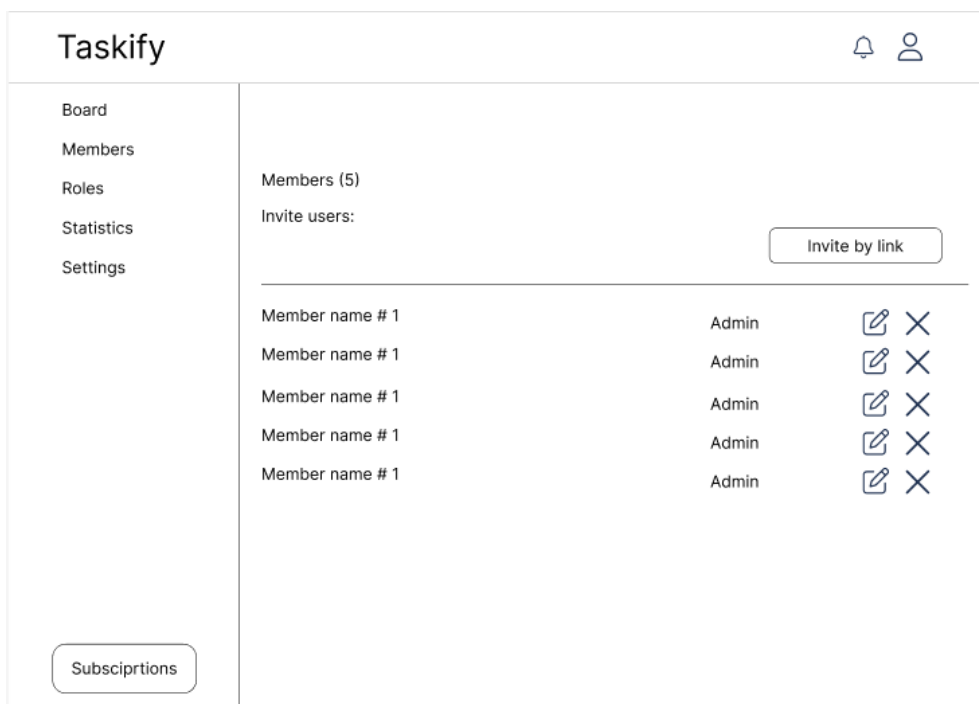 Taskify
Board
Members
Roles
Statistics
Settings
Subsciprtions
Members (5)
Invite users:
Invite by link
Member name # 1 Admin
Member name # 1 Admin
Member name # 1 Admin
Member name # 1 Admin
Member name # 1 Admin